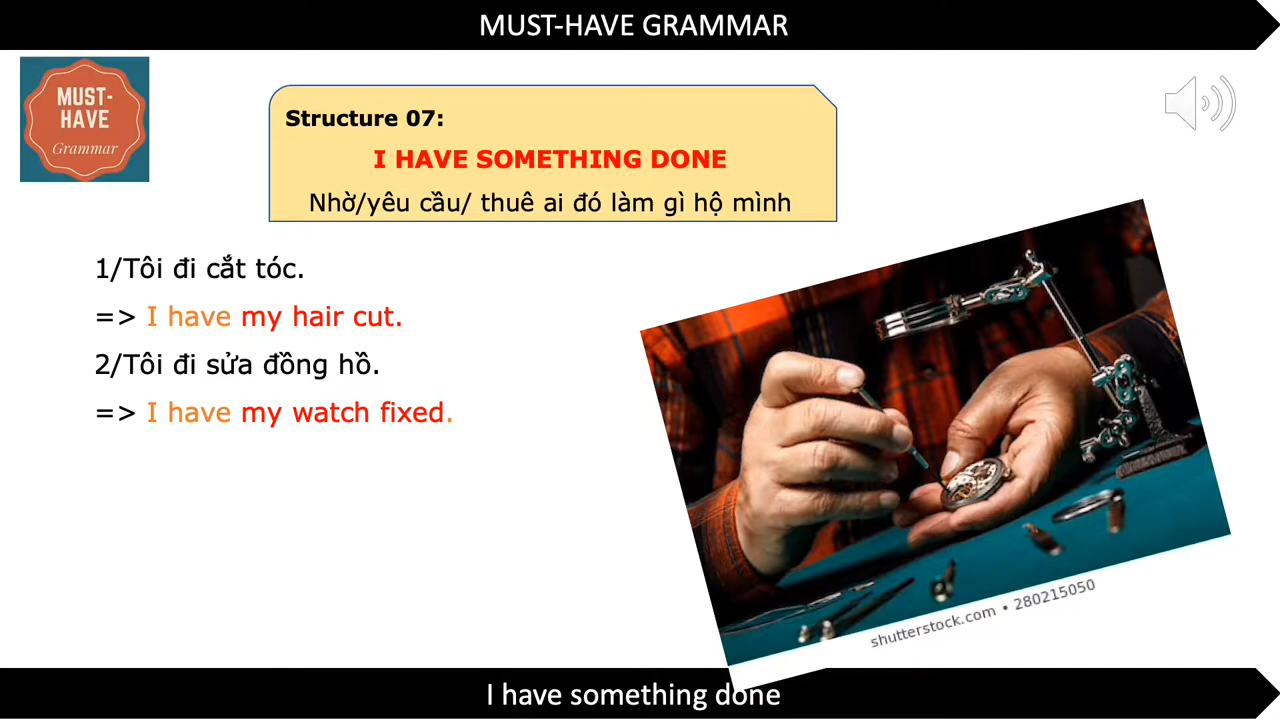 MUST-HAVE GRAMMAR
MUST-
HAVE
Grammar
Structure 07:
I HAVE SOMETHING DONE
Nhờ/yêu cầu/ thuê ai đó làm gì hộ mình
1/Tôi đi cắt tóc.
=> I have my hair cut.
2/Tôi đi sửa đồng hồ.
=> I have my watch fixed.
shutterstock.com • 280215050
I have something done